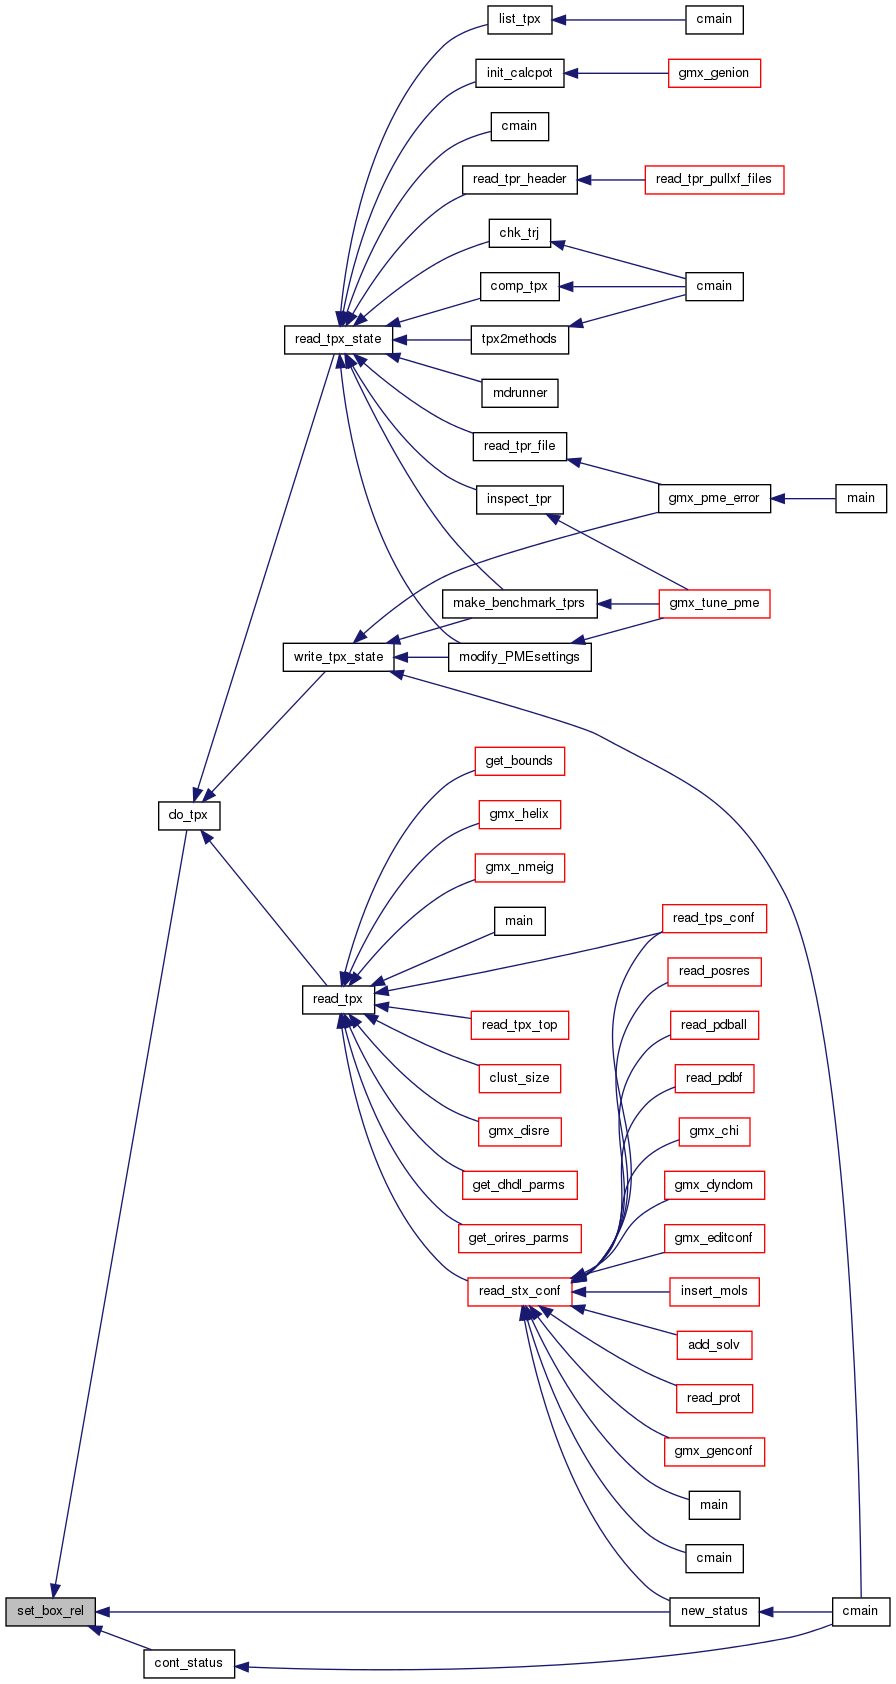 list_tpx
cmain
init_calcpot
gmx_genion
cmain
read_tpr_header
read_tpr_pullxf_files
chk_trj
comp_tpx
cmain
read_tpx_state
tpx2methods
mdrunner
read_tpr_file
inspect_tpr
gmx_pme_error
main
make_benchmark_tprs
gmx_tune_pme
write_tpx_state
modify_PMEsettings
get_bounds
do_tpx
gmx_helix
gmx_nmeig
main
read_tps_conf
read_posres
read_tpx
read_tpx_top
read_pdball
clust_size
read_pdbf
gmx_disre
gmx_chi
get_dhdl_parms
gmx_dyndom
get_orires_parms
gmx_editconf
read_stx_conf
insert_mols
add_solv
read_prot
gmx_genconf
main
cmain
set_box_rel
new_status
cmain
cont_status